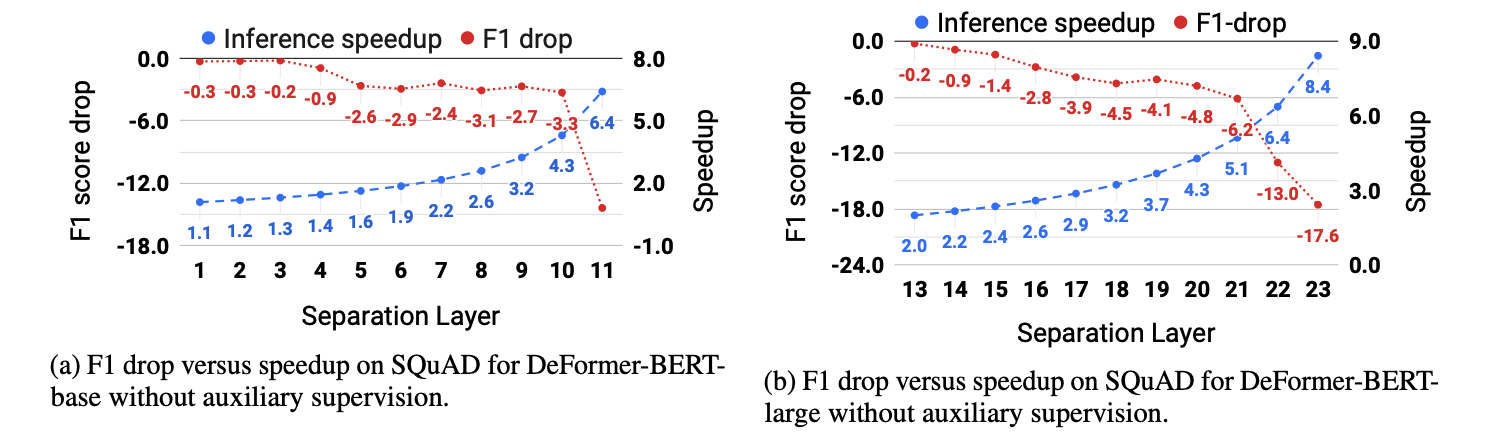 Inference speedup F1 drop
0.0 8.0
-0.3 -0.3 -0.2 -0.9 -2.6 -2.9 -2.4 -3.1 -2.7 -3.3
-6.0 5.0
-12.0 2.0
1.1 1.2 1.3 1.4 1.6 1.9 2.2 2.6 3.2 4.3 6.4
-18.0 -1.0
F1 score drop
Speedup
1 2 3 4 5 6 7 8 9 10 11
Separation Layer
(a) F1 drop versus speedup on SQuAD for DeFormer-BERT-
base without auxiliary supervision.
Inference speedup F1-drop
0.0 9.0
-0.2 -0.9 -1.4 -2.8 -3.9 -4.5 -4.1 -4.8 -6.2 -13.0 -17.6
-6.0 6.0
-12.0
-18.0 3.0
2.0 2.2 2.4 2.6 2.9 3.2 3.7 4.3 5.1 6.4 8.4
-24.0 0.0
F1 score drop
Speedup
13 14 15 16 17 18 19 20 21 22 23
Separation Layer
(b) F1 drop versus speedup on SQuAD for DeFormer-BERT-
large without auxiliary supervision.